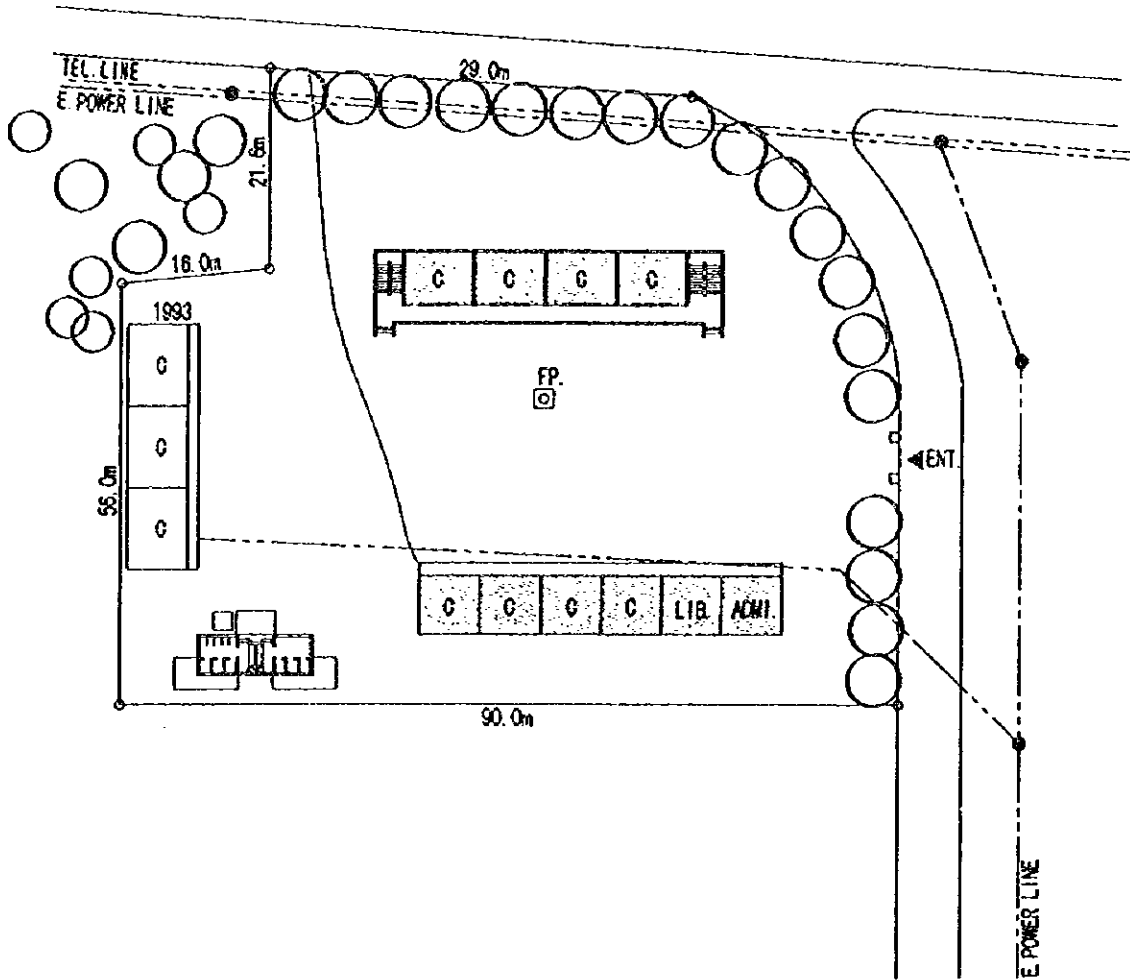 TEL. LINE
29.0m
E. POWER LINE
21.6m
16.0m
C C C C
1993
C
FP.
C
ENT.
56.0m
C
C C C C. LIB. ADMI.
90.0m
E. POWER LINE